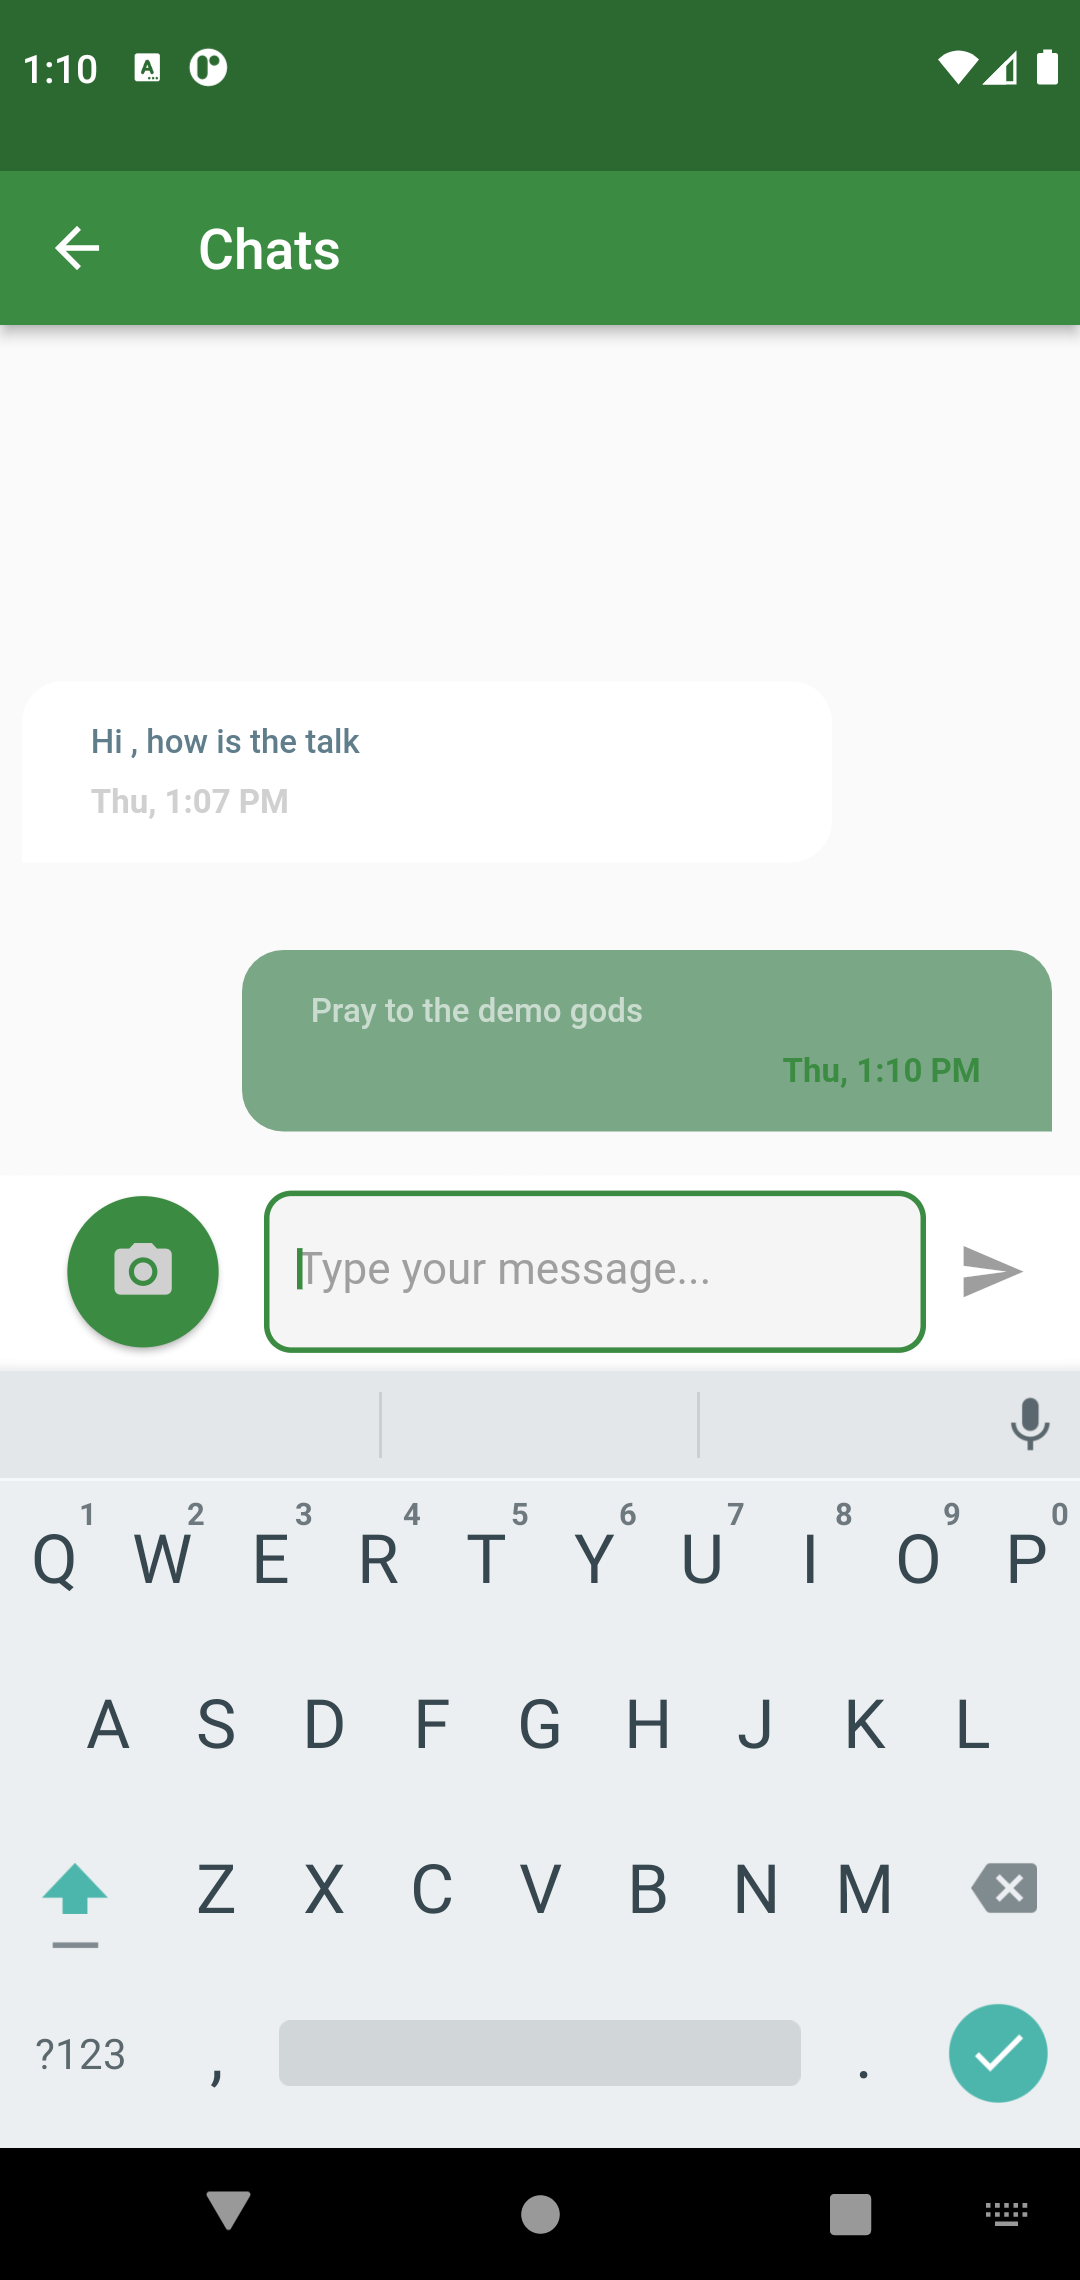 1:10
Chats
Hi , how is the talk
Thu, 1:07 PM
Pray to the demo gods
Thu, 1:10 PM
Type your message...
1 2 3 4 5 6 7 8 9 0
Q W E R T Y U I O P
A S D F G H J K L
Z X C V B N M
?123 , .